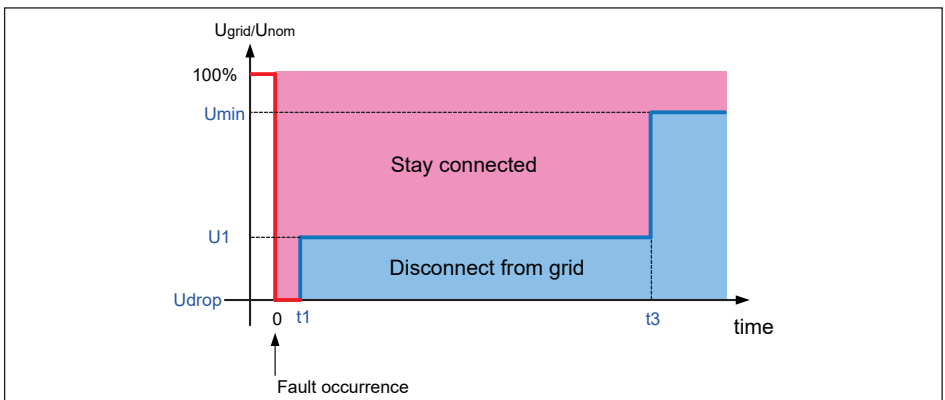 Ugrid/Unom
100%
Umin
Stay connected
U1
Disconnect from grid
Udrop
0
t1
t3
time
Fault occurrence